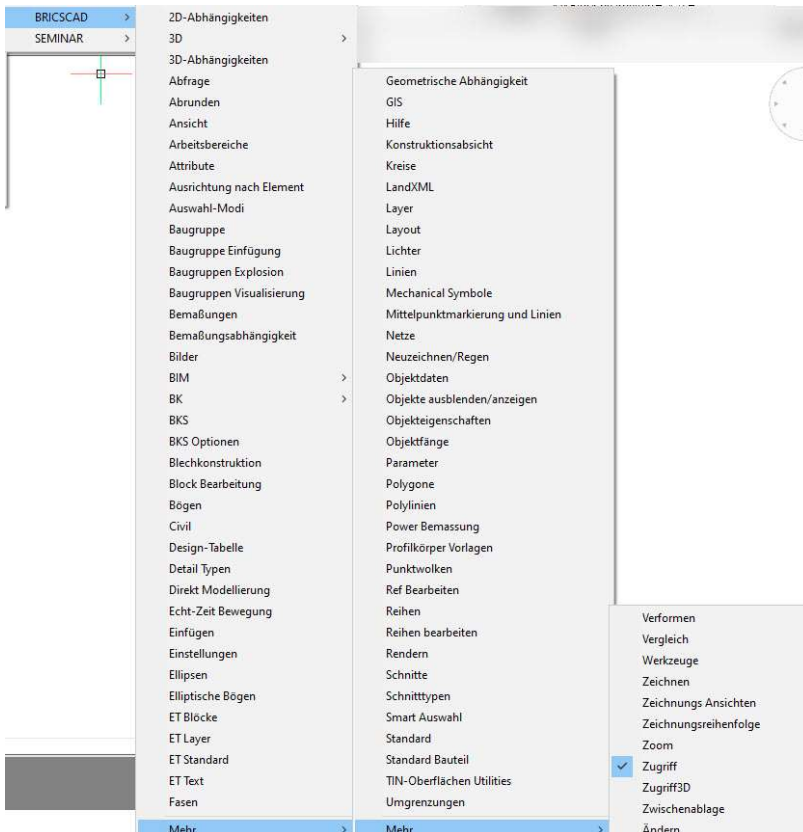 BRICSCAD
SEMINAR
2D-Abhängigkeiten
3D
3D-Abhängigkeiten
Abfrage
Abrunden
Ansicht
Arbeitsbereiche
Attribute
Ausrichtung nach Element
Auswahl-Modi
Baugruppe
Baugruppe Einfügung
Baugruppen Explosion
Baugruppen Visualisierung
Bemaßungen
Bemaßungsabhängigkeit
Bilder
BIM
BK
BKS
BKS Optionen
Blechkonstruktion
Block Bearbeitung
Bögen
Civil
Design-Tabelle
Detail Typen
Direkt Modellierung
Echt-Zeit Bewegung
Einfügen
Einstellungen
Ellipsen
Elliptische Bögen
ET Blöcke
ET Layer
ET Standard
ET Text
Fasen
Mehr
Geometrische Abhängigkeit
GIS
Hilfe
Konstruktionsabsicht
Kreise
LandXML
Layer
Layout
Lichter
Linien
Mechanical Symbole
Mittelpunktmarkierung und Linien
Netze
Neuzeichnen/Regen
Objektdaten
Objekte ausblenden/anzeigen
Objekteigenschaften
Objektfänge
Parameter
Polygone
Polylinien
Power Bemassung
Profilkörper Vorlagen
Punktwolken
Ref Bearbeiten
Reihen
Reihen bearbeiten
Rendern
Schnitte
Schnitttypen
Smart Auswahl
Standard
Standard Bauteil
TIN-Oberflächen Utilities
Umgrenzungen
Mehr
Verformen
Vergleich
Werkzeuge
Zeichnen
Zeichnungs Ansichten
Zeichnungsreihenfolge
Zoom
Zugriff
Zugriff3D
Zwischenablage
Ändern